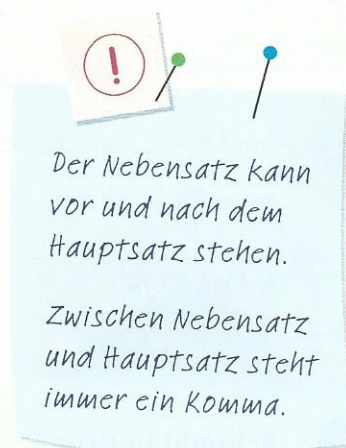 !
Der Nebensatz kann
vor und nach dem
Hauptsatz stehen.
Zwischen Nebensatz
und Hauptsatz steht
immer ein Komma.